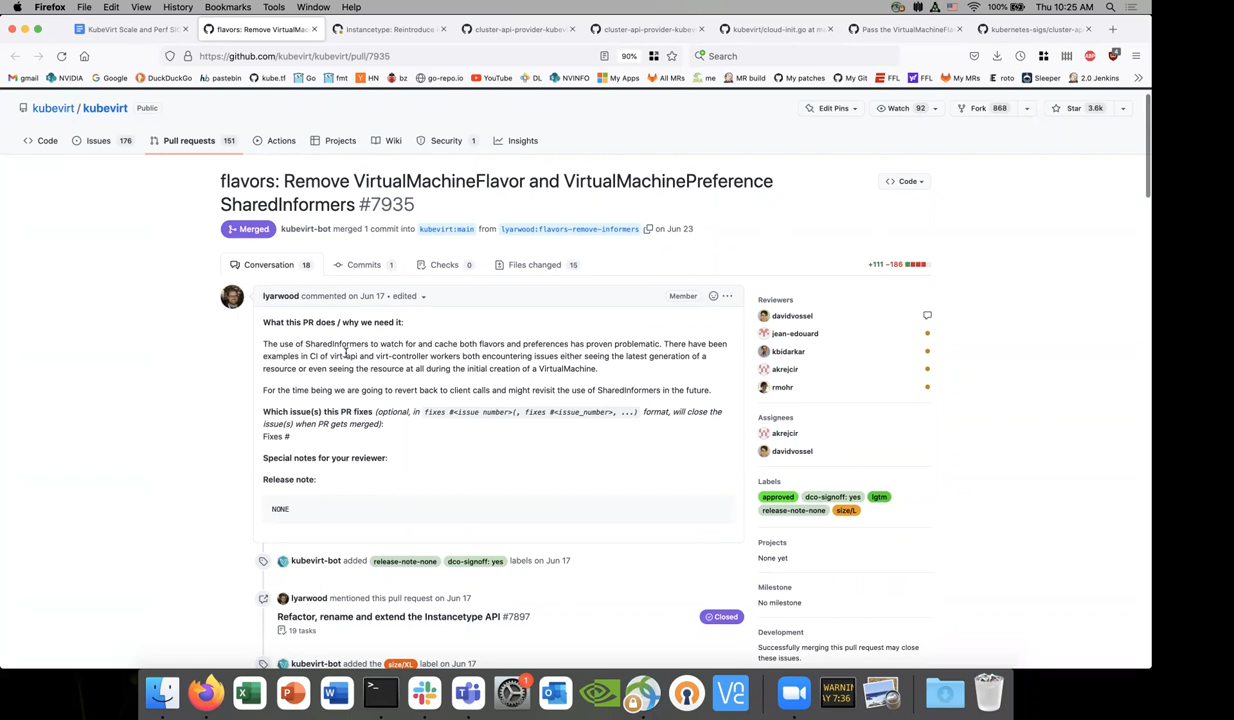 Firefox File Edit View History Bookmarks Tools Window Help 100% Thu 10:25 AM
KubeVirt Scale and Perf SI flavors: Remove VirtualMac Instancetype: Reintroduce cluster-api-provider-kubev cluster-api-provider-kubev kubevirt/cloud-init.go at m Pass the VirtualMachineFla kubernetes-sigs/cluster-ap
https://github.com/kubevirt/kubevirt/pull/7935 90% Search
gmail NVIDIA Google DuckDuckGo pastebin kube.tf Go fmt HN bz go-repo.io YouTube DL NVINFO My Apps All MRs me MR build My patches My Git FFL FFL My MRs roto Sleeper 2.0 Jenkins
kubevirt / kubevirt Public Edit Pins Watch 92 Fork 868 Star 3.6k
Code Issues 176 Pull requests 151 Actions Projects Wiki Security 1 Insights
flavors: Remove VirtualMachineFlavor and VirtualMachinePreference
SharedInformers #7935
Code
Merged kubevirt-bot merged 1 commit into kubevirt:main from lyarwood:flavors-remove-informers on Jun 23
Conversation 18 Commits 1 Checks 0 Files changed 15 +111 −186
lyarwood commented on Jun 17 • edited Member
What this PR does / why we need it:
The use of SharedInformers to watch for and cache both flavors and preferences has proven problematic. There have been
examples in CI of virt-api and virt-controller workers both encountering issues either seeing the latest generation of a
resource or even seeing the resource at all during the initial creation of a VirtualMachine.
For the time being we are going to revert back to client calls and might revisit the use of SharedInformers in the future.
Which issue(s) this PR fixes (optional, in fixes #<issue number>(, fixes #<issue_number>, ...) format, will close the
issue(s) when PR gets merged):
Fixes #
Special notes for your reviewer:
Release note:
NONE
kubevirt-bot added release-note-none dco-signoff: yes labels on Jun 17
lyarwood mentioned this pull request on Jun 17
Refactor, rename and extend the Instancetype API #7897
Closed
19 tasks
kubevirt-bot added the size/XL label on Jun 17
Reviewers
davidvossel
jean-edouard
kbidarkar
akrejcir
rmohr
Assignees
akrejcir
davidvossel
Labels
approved dco-signoff: yes lgtm
release-note-none size/L
Projects
None yet
Milestone
No milestone
Development
Successfully merging this pull request may close
these issues.
1
WARNIN
AY 7:36